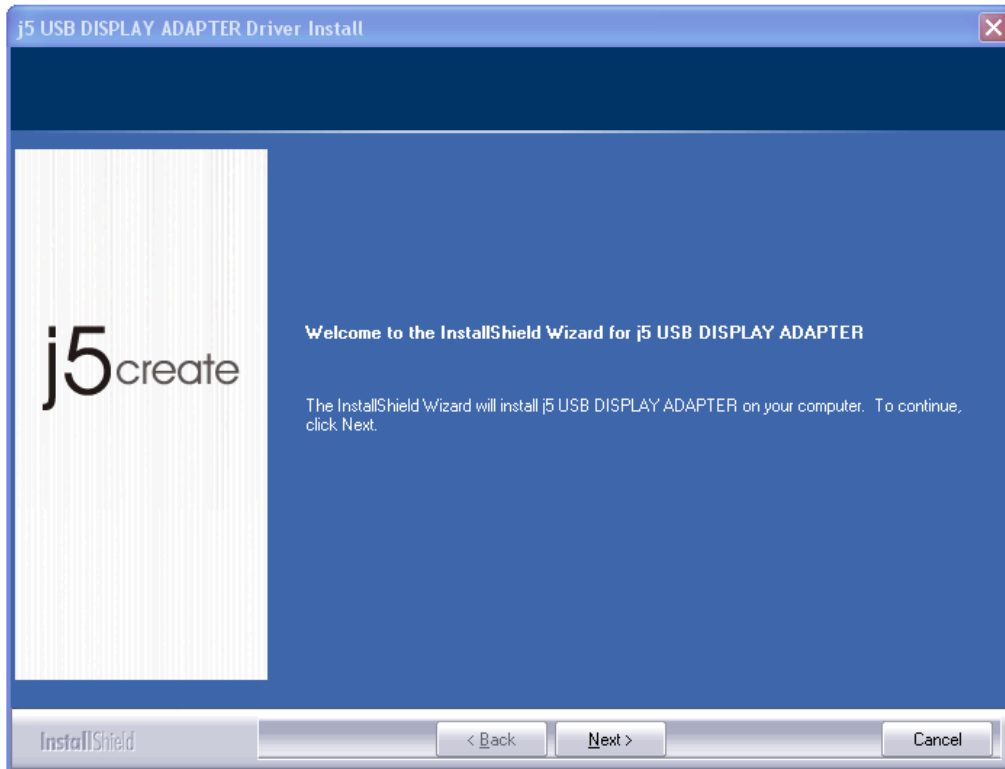 j5 USB DISPLAY ADAPTER Driver Install
j5create
Welcome to the InstallShield Wizard for j5 USB DISPLAY ADAPTER
The InstallShield Wizard will install j5 USB DISPLAY ADAPTER on your computer. To continue,
click Next.
InstallShield
< Back
Next >
Cancel